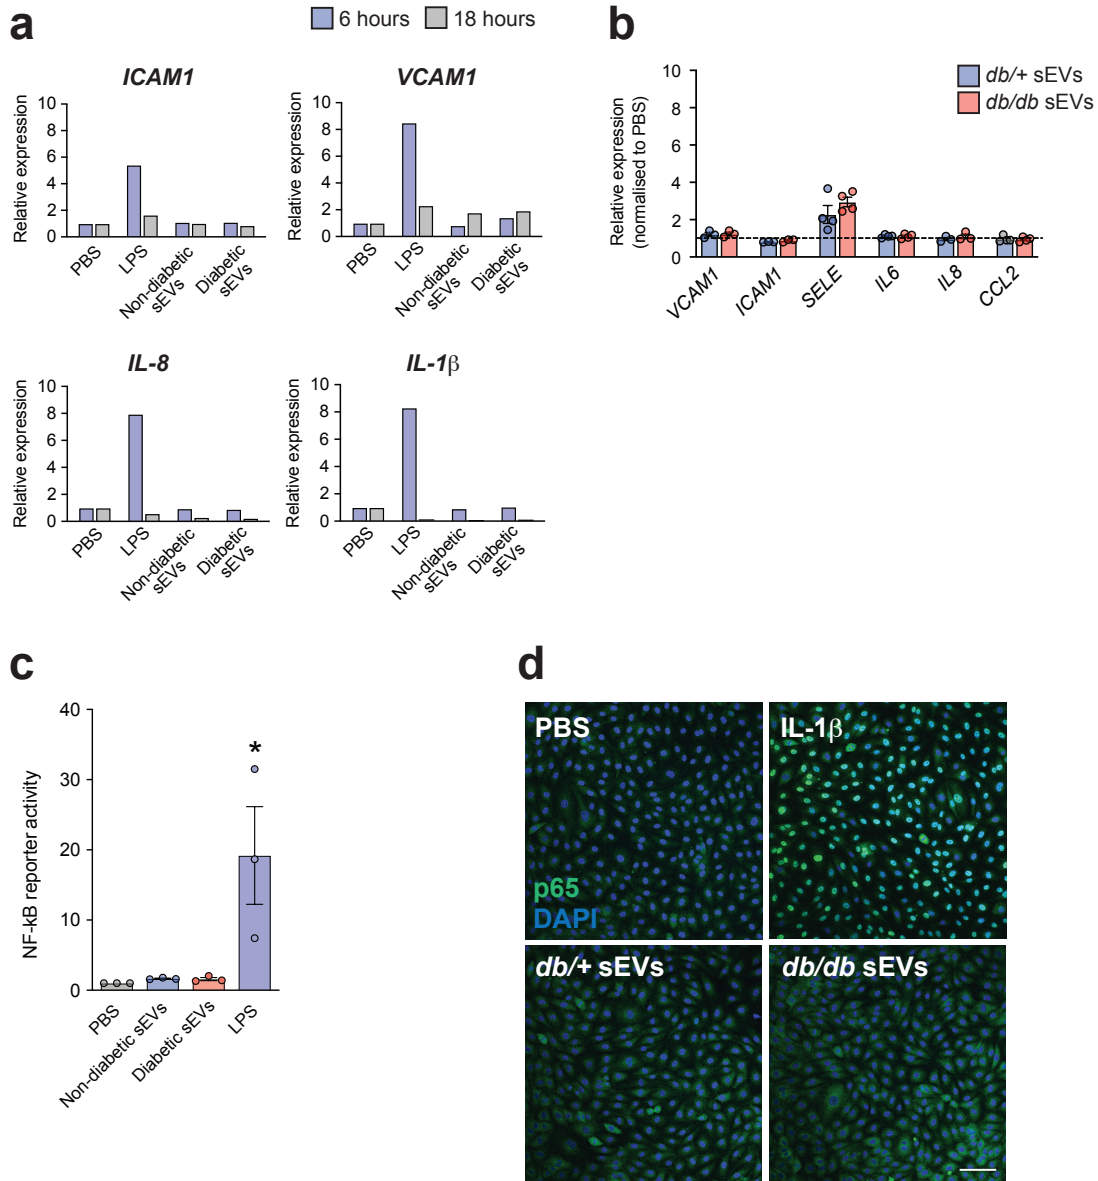 a
6 hours
18 hours
ICAM1
Relative expression
10
8
6
4
2
0
PBS
LPS
Non-diabetic
sEVs
Diabetic
sEVs
VCAM1
Relative expression
10
8
6
4
2
0
PBS
LPS
Non-diabetic
sEVs
Diabetic
sEVs
IL-8
Relative expression
10
8
6
4
2
0
PBS
LPS
Non-diabetic
sEVs
Diabetic
sEVs
IL-1β
Relative expression
10
8
6
4
2
0
PBS
LPS
Non-diabetic
sEVs
Diabetic
sEVs
b
db/+ sEVs
db/db sEVs
Relative expression
(normalised to PBS)
10
8
6
4
2
0
VCAM1
ICAM1
SELE
IL6
IL8
CCL2
c
NF-kB reporter activity
40
30
20
10
0
*
PBS
Non-diabetic sEVs
Diabetic sEVs
LPS
d
PBS
p65
DAPI
IL-1β
db/+ sEVs
db/db sEVs